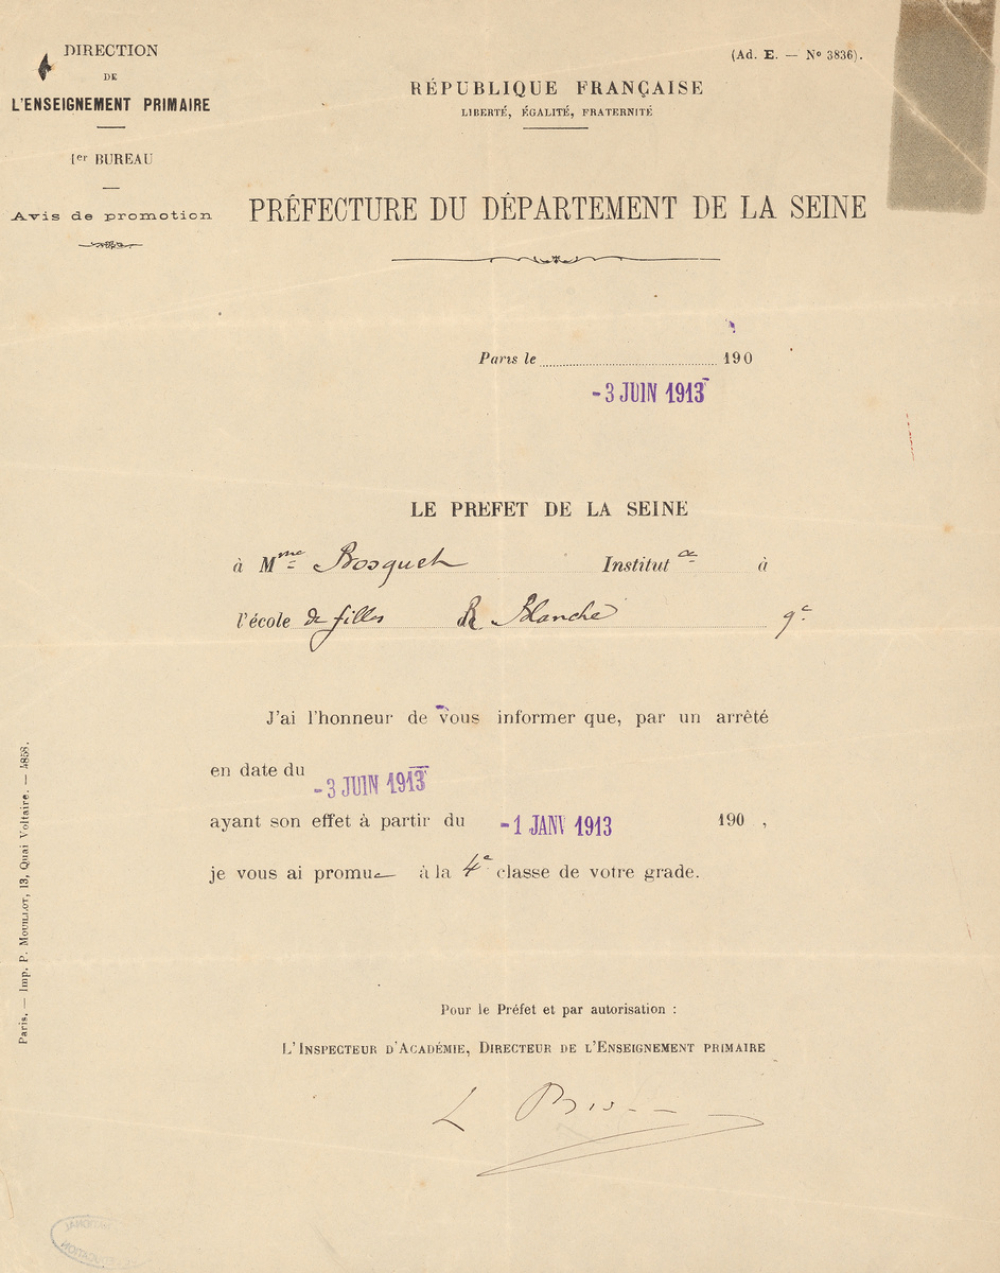 DIRECTION
DE
L'ENSEIGNEMENT PRIMAIRE
1er BUREAU
Avis de promotion
(Ad. E. — No 3836).
RÉPUBLIQUE FRANÇAISE
LIBERTÉ, ÉGALITÉ, FRATERNITÉ
PRÉFECTURE DU DÉPARTEMENT DE LA SEINE
Paris le 190
- 3 JUIN 1913
LE PREFET DE LA SEINE
à Mme Bosquet Institut ce à
l'école de filles R. Blanche 9e
J'ai l'honneur de vous informer que, par un arrêté
en date du - 3 JUIN 1913
ayant son effet à partir du - 1 JANV 1913 190 ,
je vous ai promue à la 4e classe de votre grade.
Pour le Préfet et par autorisation :
L'INSPECTEUR D'ACADÉMIE, DIRECTEUR DE L'ENSEIGNEMENT PRIMAIRE
Paris, — Imp. P. MOUILLOT, 13, Quai Voltaire. — 4858.